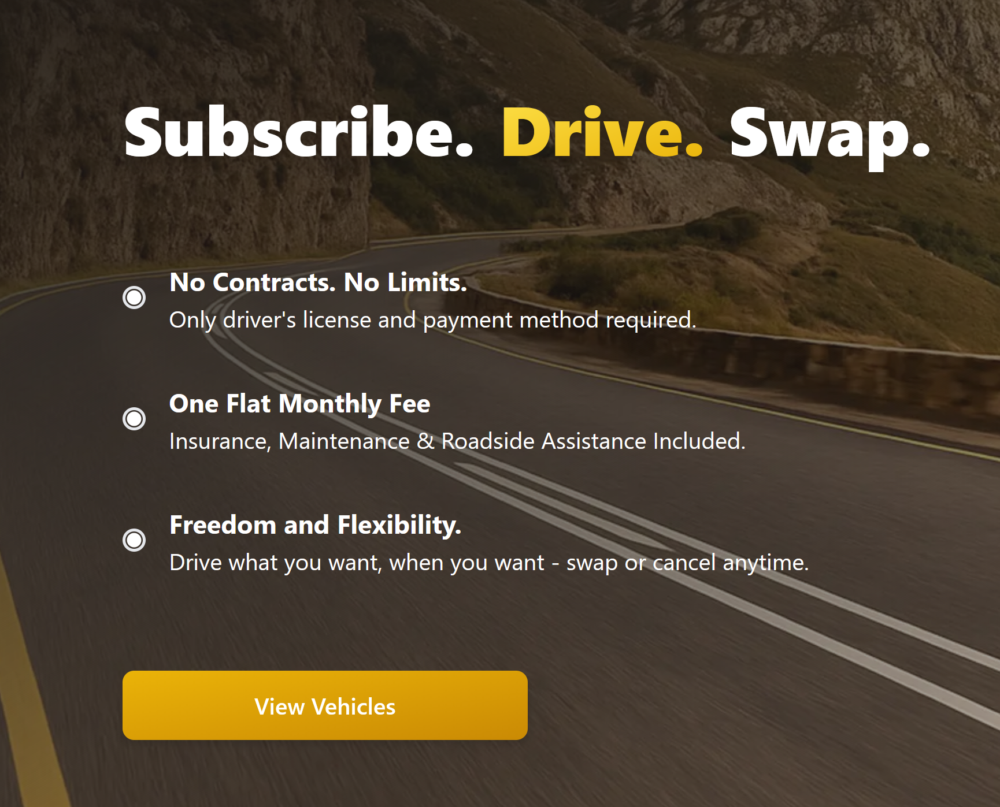 Subscribe. Drive. Swap.
No Contracts. No Limits.
Only driver's license and payment method required.
One Flat Monthly Fee
Insurance, Maintenance & Roadside Assistance Included.
Freedom and Flexibility.
Drive what you want, when you want - swap or cancel anytime.
View Vehicles